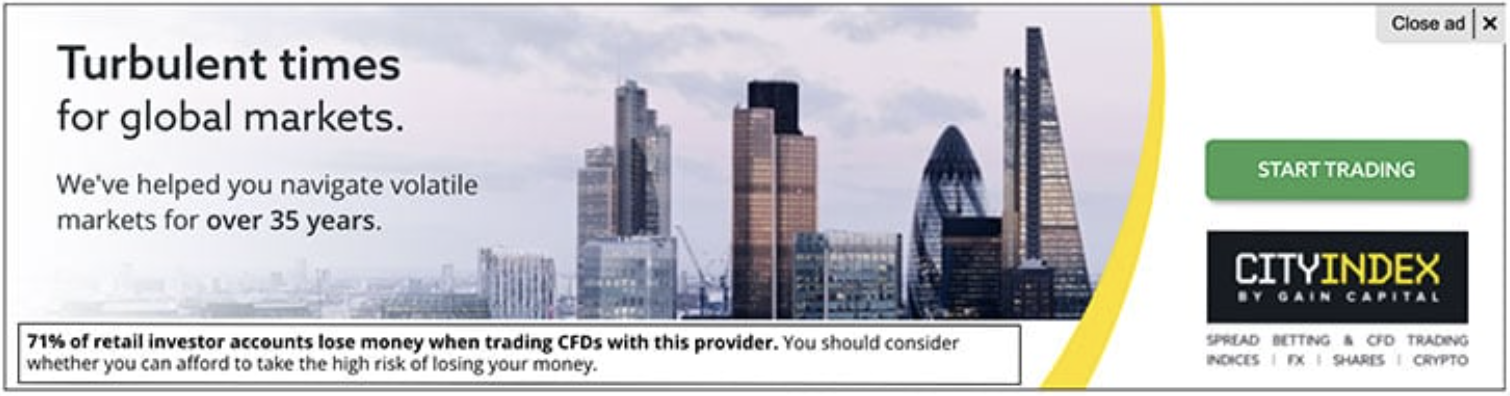 Close ad | ✕
Turbulent times
for global markets.
We've helped you navigate volatile
markets for over 35 years.
START TRADING
CITYINDEX
BY GAIN CAPITAL
SPREAD BETTING & CFD TRADING
INDICES | FX | SHARES | CRYPTO
71% of retail investor accounts lose money when trading CFDs with this provider. You should consider
whether you can afford to take the high risk of losing your money.